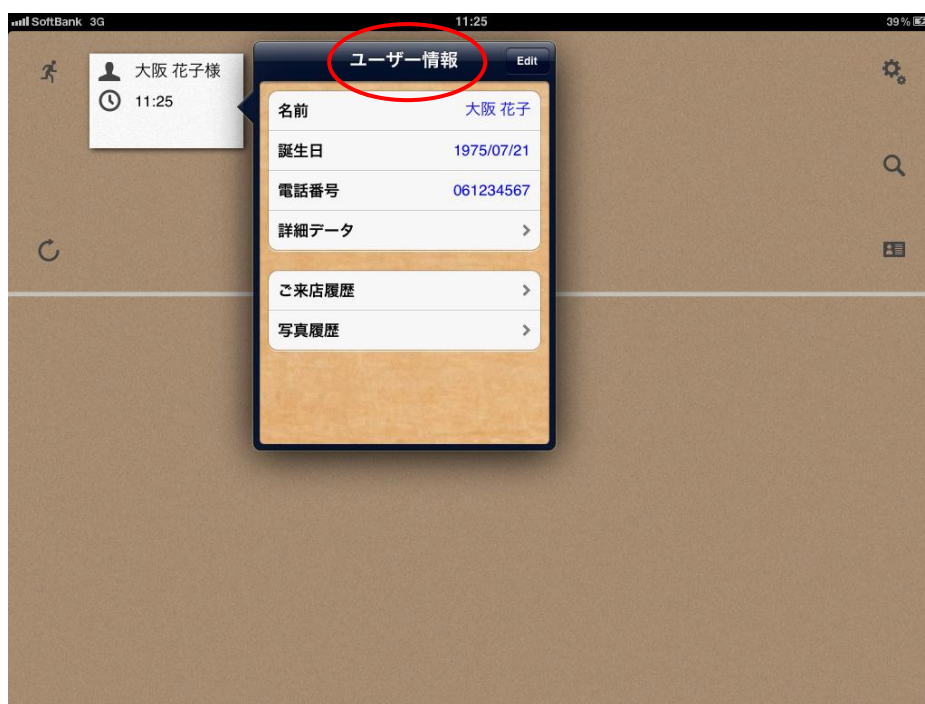 SoftBank 3G 11:25 39%
大阪 花子様
11:25
ユーザー情報 Edit
名前 大阪 花子
誕生日 1975/07/21
電話番号 061234567
詳細データ
ご来店履歴
写真履歴